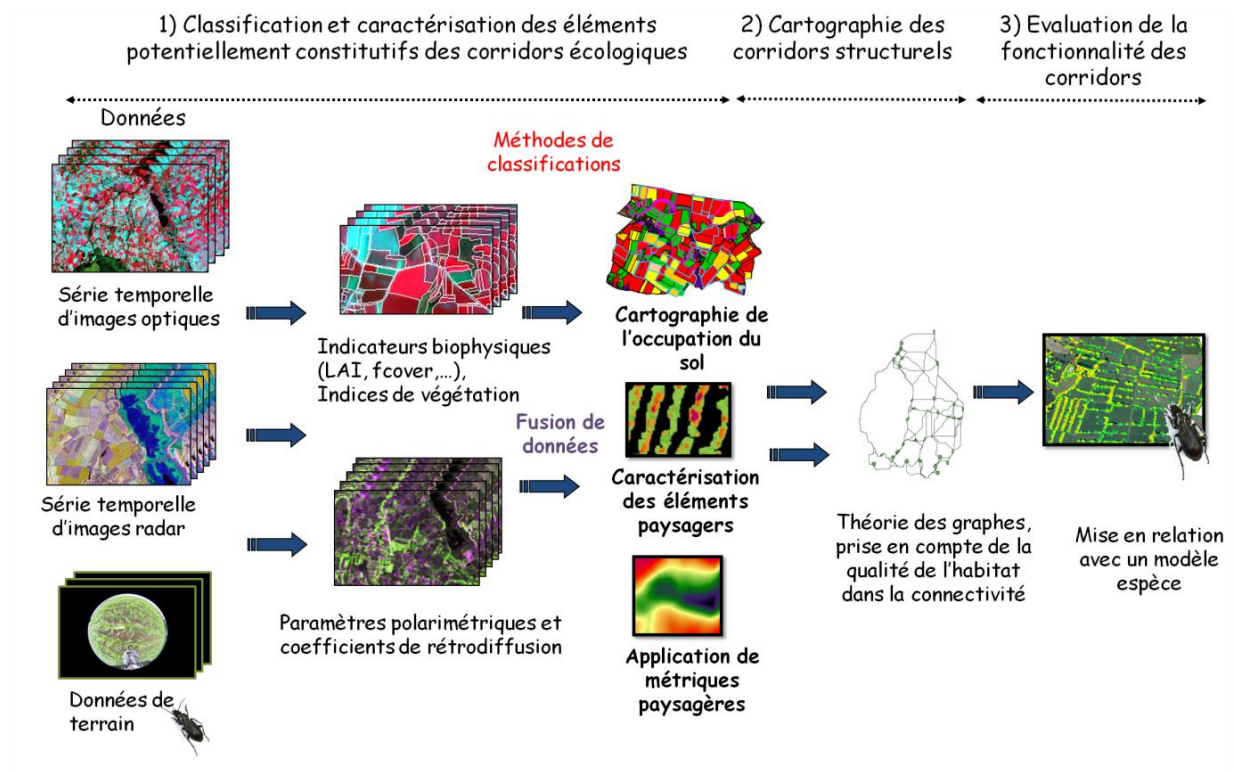 1) Classification et caractérisation des éléments
potentiellement constitutifs des corridors écologiques
2) Cartographie des
corridors structurels
3) Evaluation de la
fonctionnalité des
corridors
Données
Série temporelle
d'images optiques
Série temporelle
d'images radar
Données de
terrain
Indicateurs biophysiques
(LAI, fcover,...),
Indices de végétation
Paramètres polarimétriques et
coefficients de rétrodiffusion
Méthodes de
classifications
Fusion de
données
Cartographie de
l'occupation du
sol
Caractérisation
des éléments
paysagers
Application de
métriques
paysagères
Théorie des graphes,
prise en compte de la
qualité de l'habitat
dans la connectivité
Mise en relation
avec un modèle
espèce